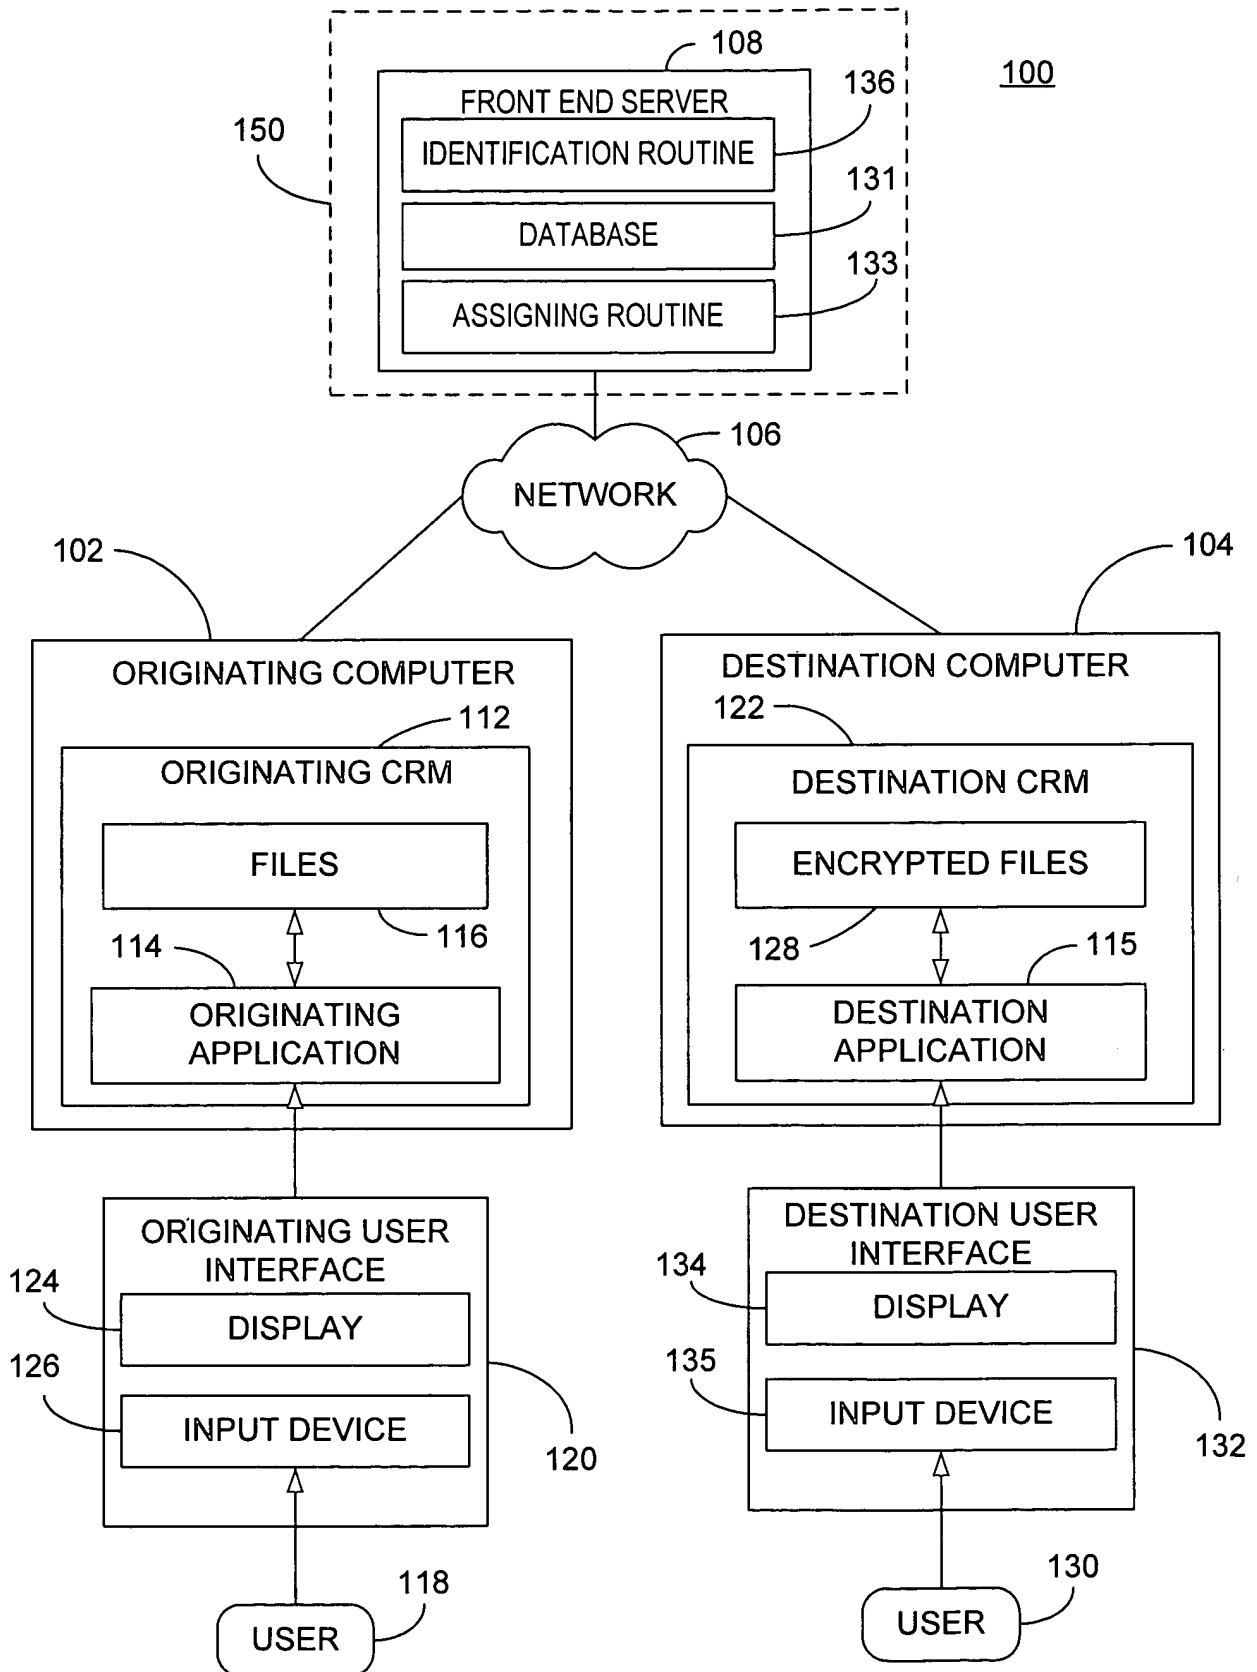 108
100
FRONT END SERVER
136
150
IDENTIFICATION ROUTINE
131
DATABASE
133
ASSIGNING ROUTINE
106
NETWORK
102
104
ORIGINATING COMPUTER
DESTINATION COMPUTER
112
122
ORIGINATING CRM
DESTINATION CRM
FILES
ENCRYPTED FILES
116
128
114
115
ORIGINATING
APPLICATION
DESTINATION
APPLICATION
ORIGINATING USER
INTERFACE
DESTINATION USER
INTERFACE
124
134
DISPLAY
DISPLAY
126
135
INPUT DEVICE
INPUT DEVICE
120
132
118
130
USER
USER